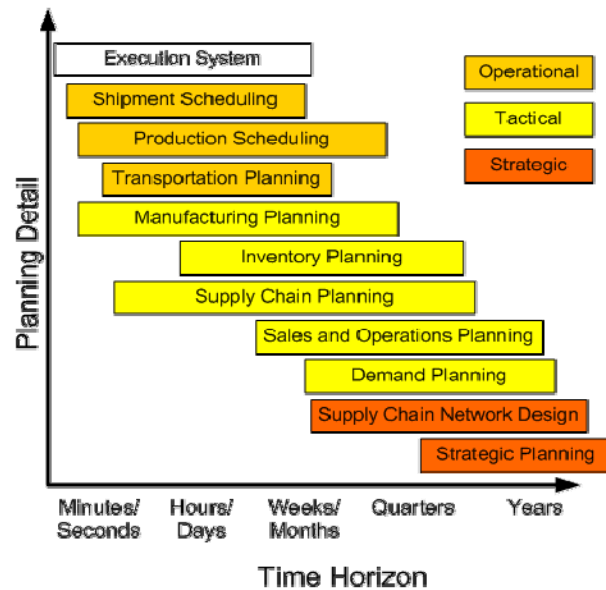 Execution System
Shipment Scheduling
Production Scheduling
Transportation Planning
Manufacturing Planning
Inventory Planning
Supply Chain Planning
Sales and Operations Planning
Demand Planning
Supply Chain Network Design
Strategic Planning
Operational
Tactical
Strategic
Planning Detail
Minutes/ Hours/ Weeks/ Quarters Years
Seconds Days Months
Time Horizon